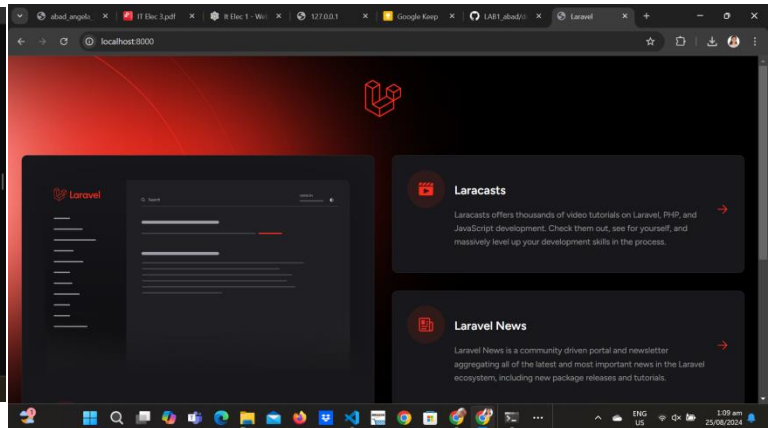 abad_angela_
IT Elec 3.pdf
It Elec 1 - Wel
127.0.0.1
Google Keep
LAB1_abad/
Laravel
localhost:8000
Laravel
Search
Laracasts
Laracasts offers thousands of video tutorials on Laravel, PHP, and
JavaScript development. Check them out, see for yourself, and
massively level up your development skills in the process.
Laravel News
Laravel News is a community driven portal and newsletter
aggregating all of the latest and most important news in the Laravel
ecosystem, including new package releases and tutorials.
ENG
US
1:09 am
25/08/2024